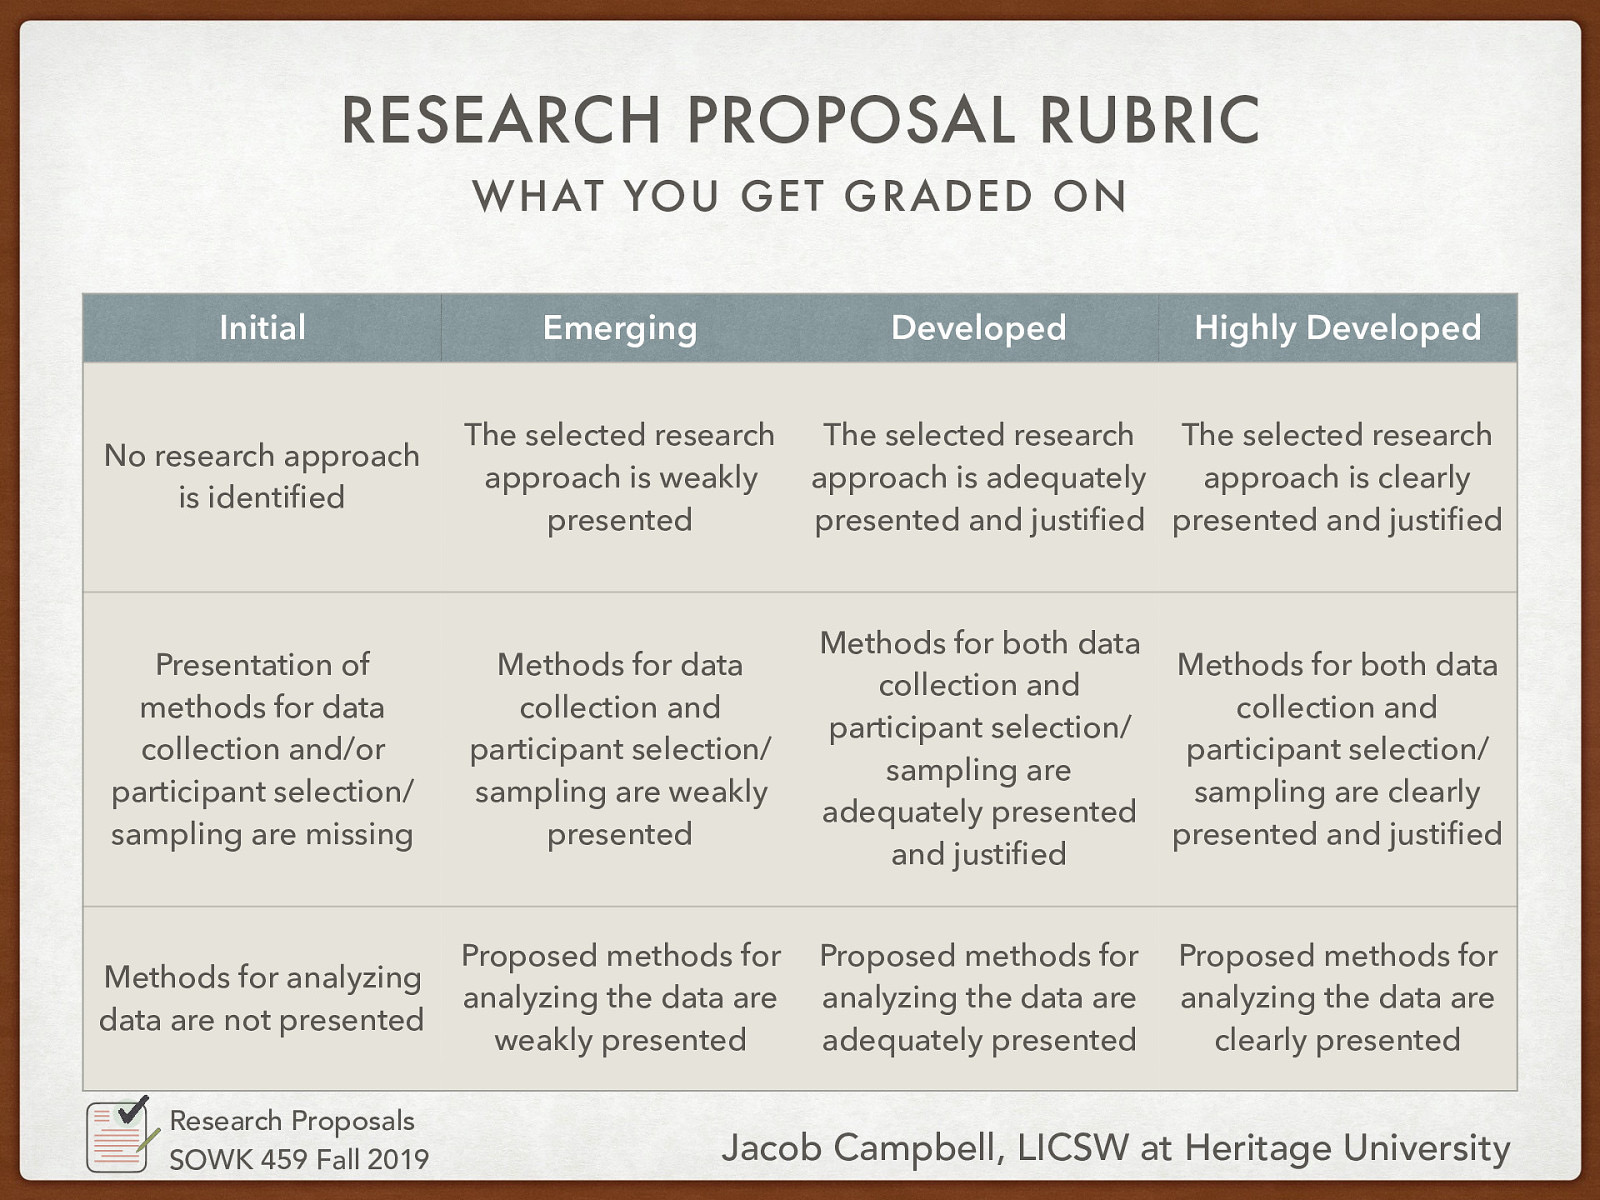 RESEARCH PROPOSAL RUBRIC
WHAT YOU GET GRADED ON
Initial
Emerging
Developed
Highly Developed
No research approach
is identified
The selected research
approach is weakly
presented
The selected research
approach is adequately
presented and justified
The selected research
approach is clearly
presented and justified
Presentation of
methods for data
collection and/or
participant selection/
sampling are missing
Methods for data
collection and
participant selection/
sampling are weakly
presented
Methods for both data
collection and
participant selection/
sampling are
adequately presented
and justified
Methods for both data
collection and
participant selection/
sampling are clearly
presented and justified
Methods for analyzing
data are not presented
Proposed methods for
analyzing the data are
weakly presented
Proposed methods for
analyzing the data are
adequately presented
Proposed methods for
analyzing the data are
clearly presented
Research Proposals
SOWK 459 Fall 2019
Jacob Campbell, LICSW at Heritage University